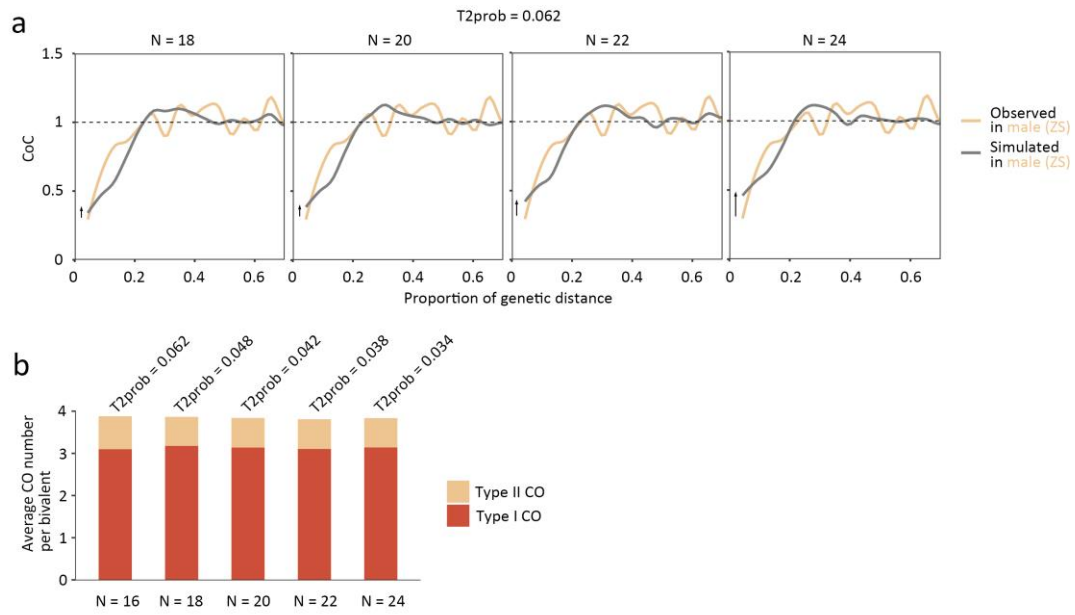 a
T2prob = 0.062
N = 18
N = 20
N = 22
N = 24
1.5
1
0.5
0
CoC
0 0.2 0.4 0.6
0 0.2 0.4 0.6
0 0.2 0.4 0.6
0 0.2 0.4 0.6
Proportion of genetic distance
Observed
in male (ZS)
Simulated
in male (ZS)
b
T2prob = 0.062
T2prob = 0.048
T2prob = 0.042
T2prob = 0.038
T2prob = 0.034
4
3
2
1
0
Average CO number
per bivalent
N = 16
N = 18
N = 20
N = 22
N = 24
Type II CO
Type I CO